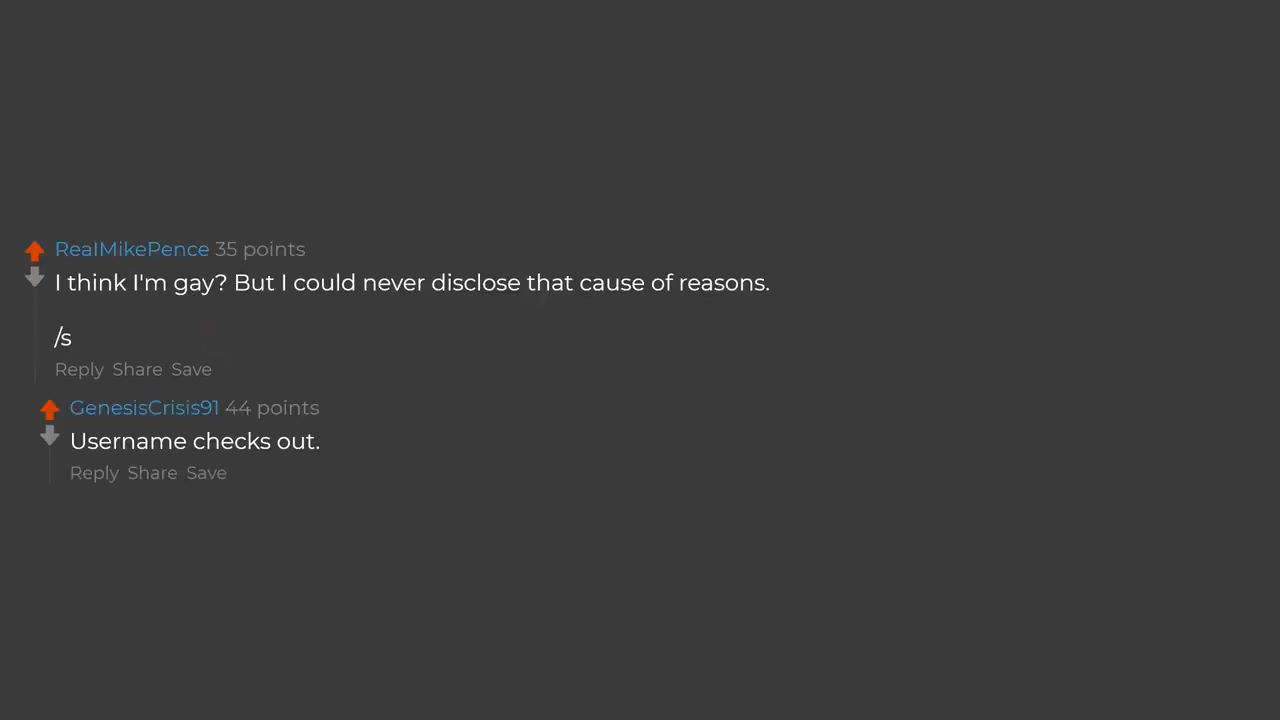 RealMikePence 35 points
I think I'm gay? But I could never disclose that cause of reasons.
/s
Reply Share Save
GenesisCrisis91 44 points
Username checks out.
Reply Share Save